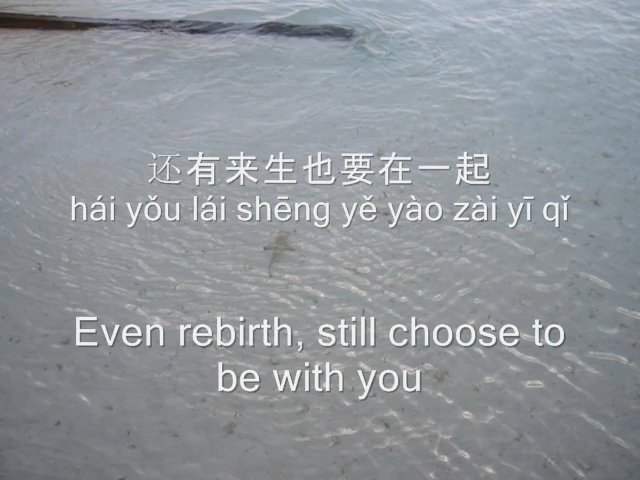 还有来生也要在一起
hái yǒu lái shēng yě yào zài yī qǐ
Even rebirth, still choose to
be with you